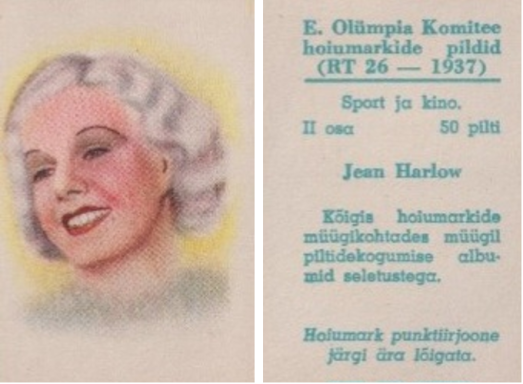 E. Olümpia Komitee
hoiumarkide pildid
(RT 26 — 1937)
Sport ja kino.
II osa 50 pilti
Jean Harlow
Kõigis hoiumarkide
müügikohtades müügil
piltidekogumise albu-
mid seletustega.
Hoiumark punktiirjoone
järgi ära lõigata.